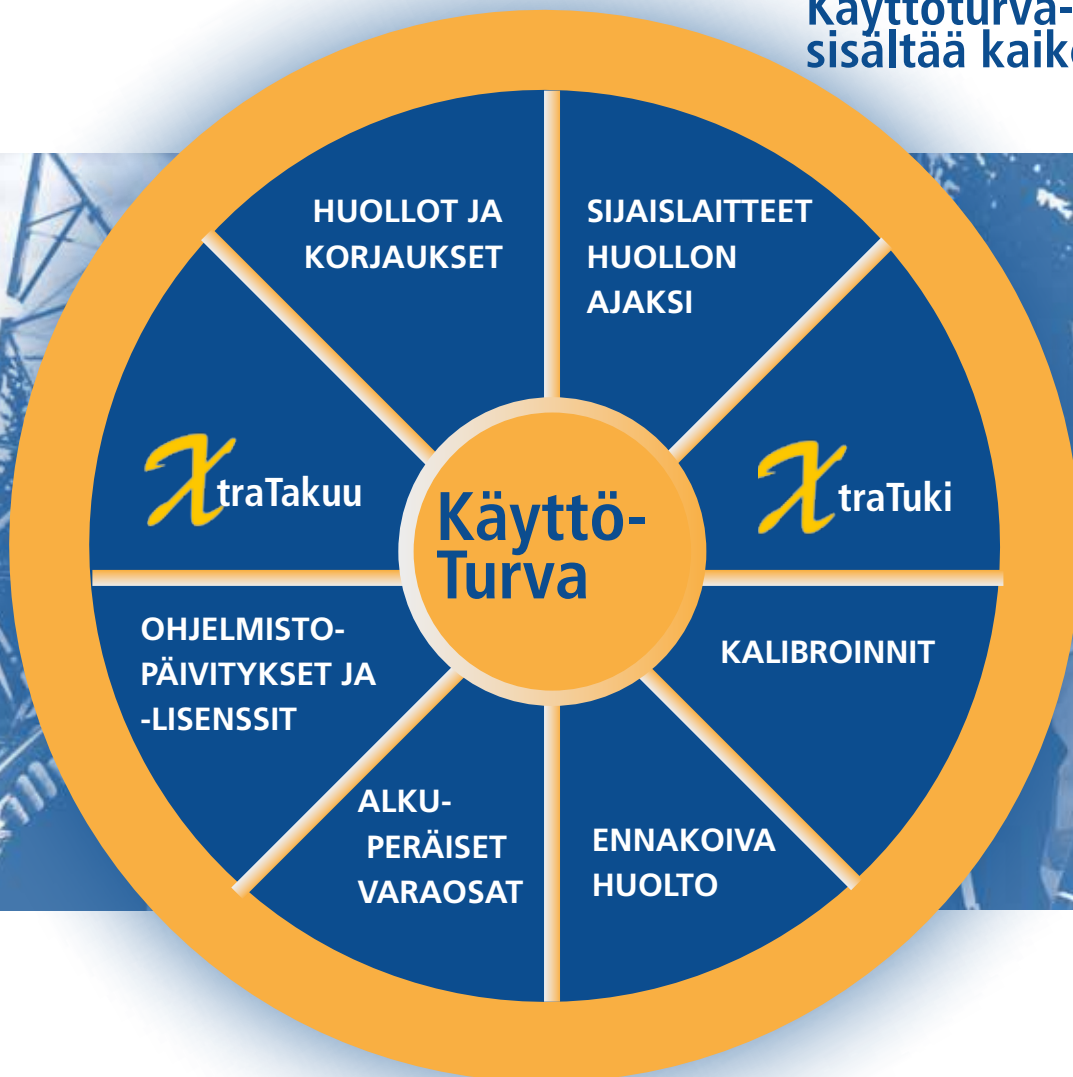 Käyttöturva-
sisältää
HUOLLOT JA
KORJAUKSET
SIJAISLAITTEET
HUOLLON
AJAKSI
XtraTakuu
XtraTuki
Käyttö-
Turva
OHJELMISTO-
PÄIVITYKSET JA
-LISENSSIT
KALIBROINNIT
ALKU-
PERÄISET
VARAOSAT
ENNAKOIVA
HUOLTO